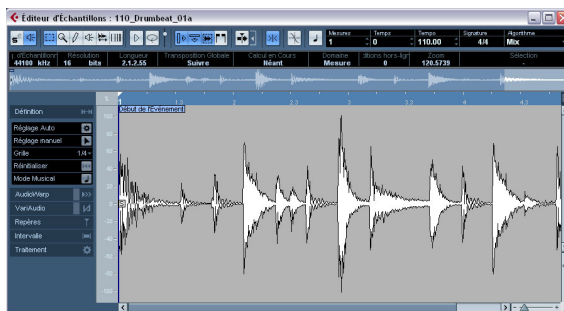 Éditeur d'Échantillons : 110_Drumbeat_01a
Mesures Temps Tempo Signature Algorithme
1 0 110.00 4/4 Mix
Résolution Longueur Transposition Globale Calcul en Cours Domaine Zoom Sélection
44100 kHz 16 bits 2.1.2.55 Suivre Néant Mesure 0 120.5739 -
1 1.3 2 2.3 3 3.3 4 4.3
Début de l'Événement
Définition
Réglage Auto
Réglage manuel
Grille 1/4
Réinitialiser
Mode Musical
AudioWarp
VariAudio
Repères
Intervalle
Traitement